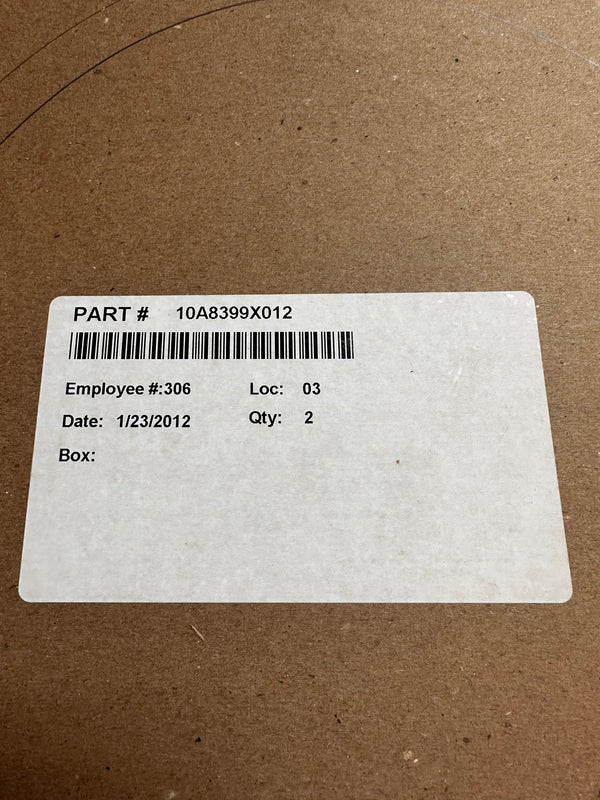 PART # 10A8399X012
Employee #:306 Loc: 03
Date: 1/23/2012 Qty: 2
Box: